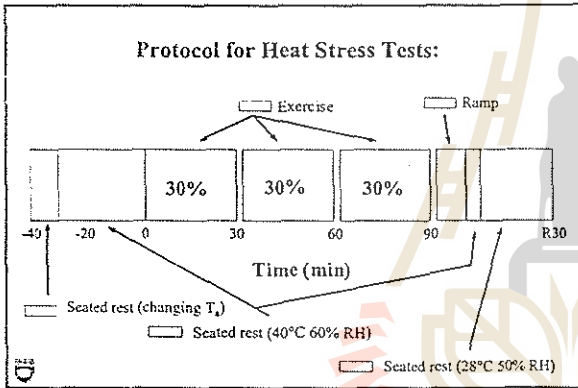 Protocol for Heat Stress Tests:
Exercise
Ramp
30% 30% 30%
-40 -20 0 30 60 90 R30
Time (min)
Seated rest (changing Tₐ)
Seated rest (40°C 60% RH)
Seated rest (28°C 50% RH)